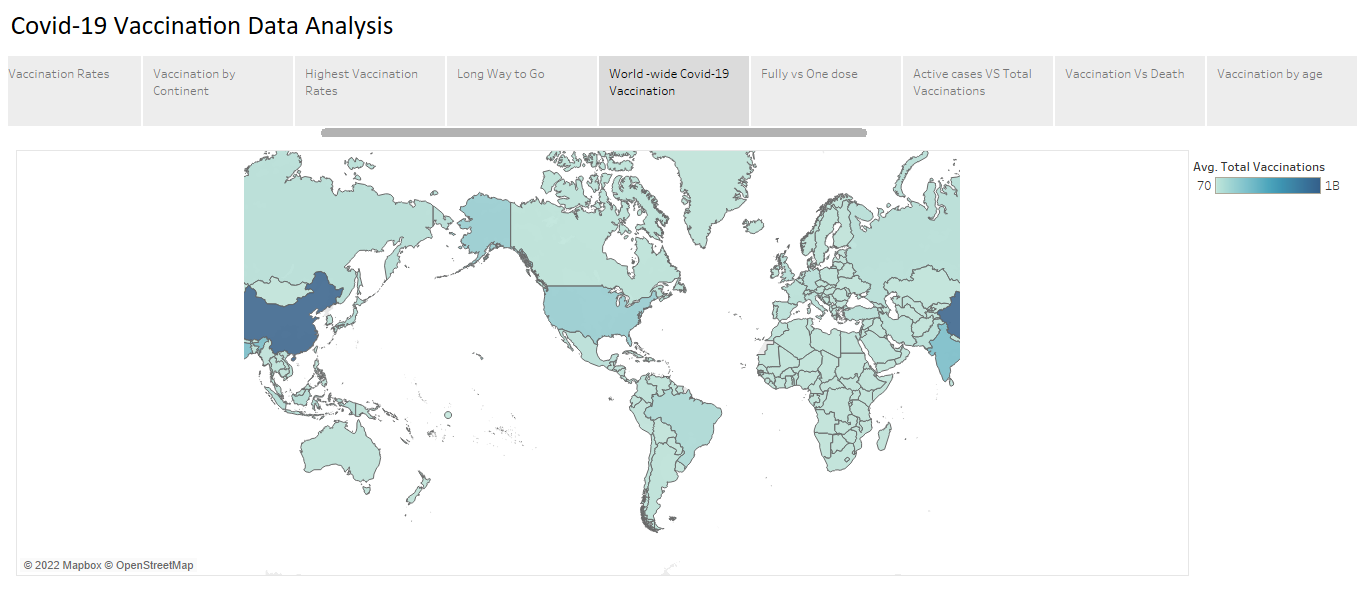 Covid-19 Vaccination Data Analysis
Vaccination Rates
Vaccination by
Continent
Highest Vaccination
Rates
Long Way to Go
World -wide Covid-19
Vaccination
Fully vs One dose
Active cases VS Total
Vaccinations
Vaccination Vs Death
Vaccination by age
Avg. Total Vaccinations
70 1B
© 2022 Mapbox © OpenStreetMap